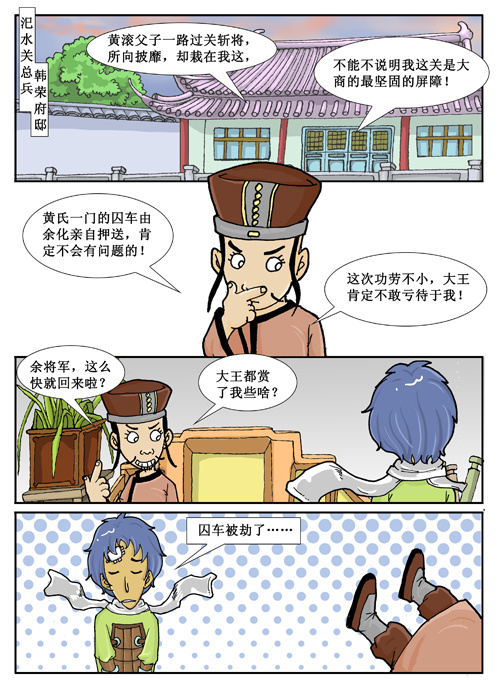 汜水关总兵
韩荣府邸
黄滚父子一路过关斩将，
所向披靡，却栽在我这，
不能不说明我这关是大
商的最坚固的屏障！
黄氏一门的囚车由
余化亲自押送，肯
定不会有问题的！
这次功劳不小，大王
肯定不敢亏待于我！
余将军，这么
快就回来啦？
大王都赏
了我些啥？
囚车被劫了……